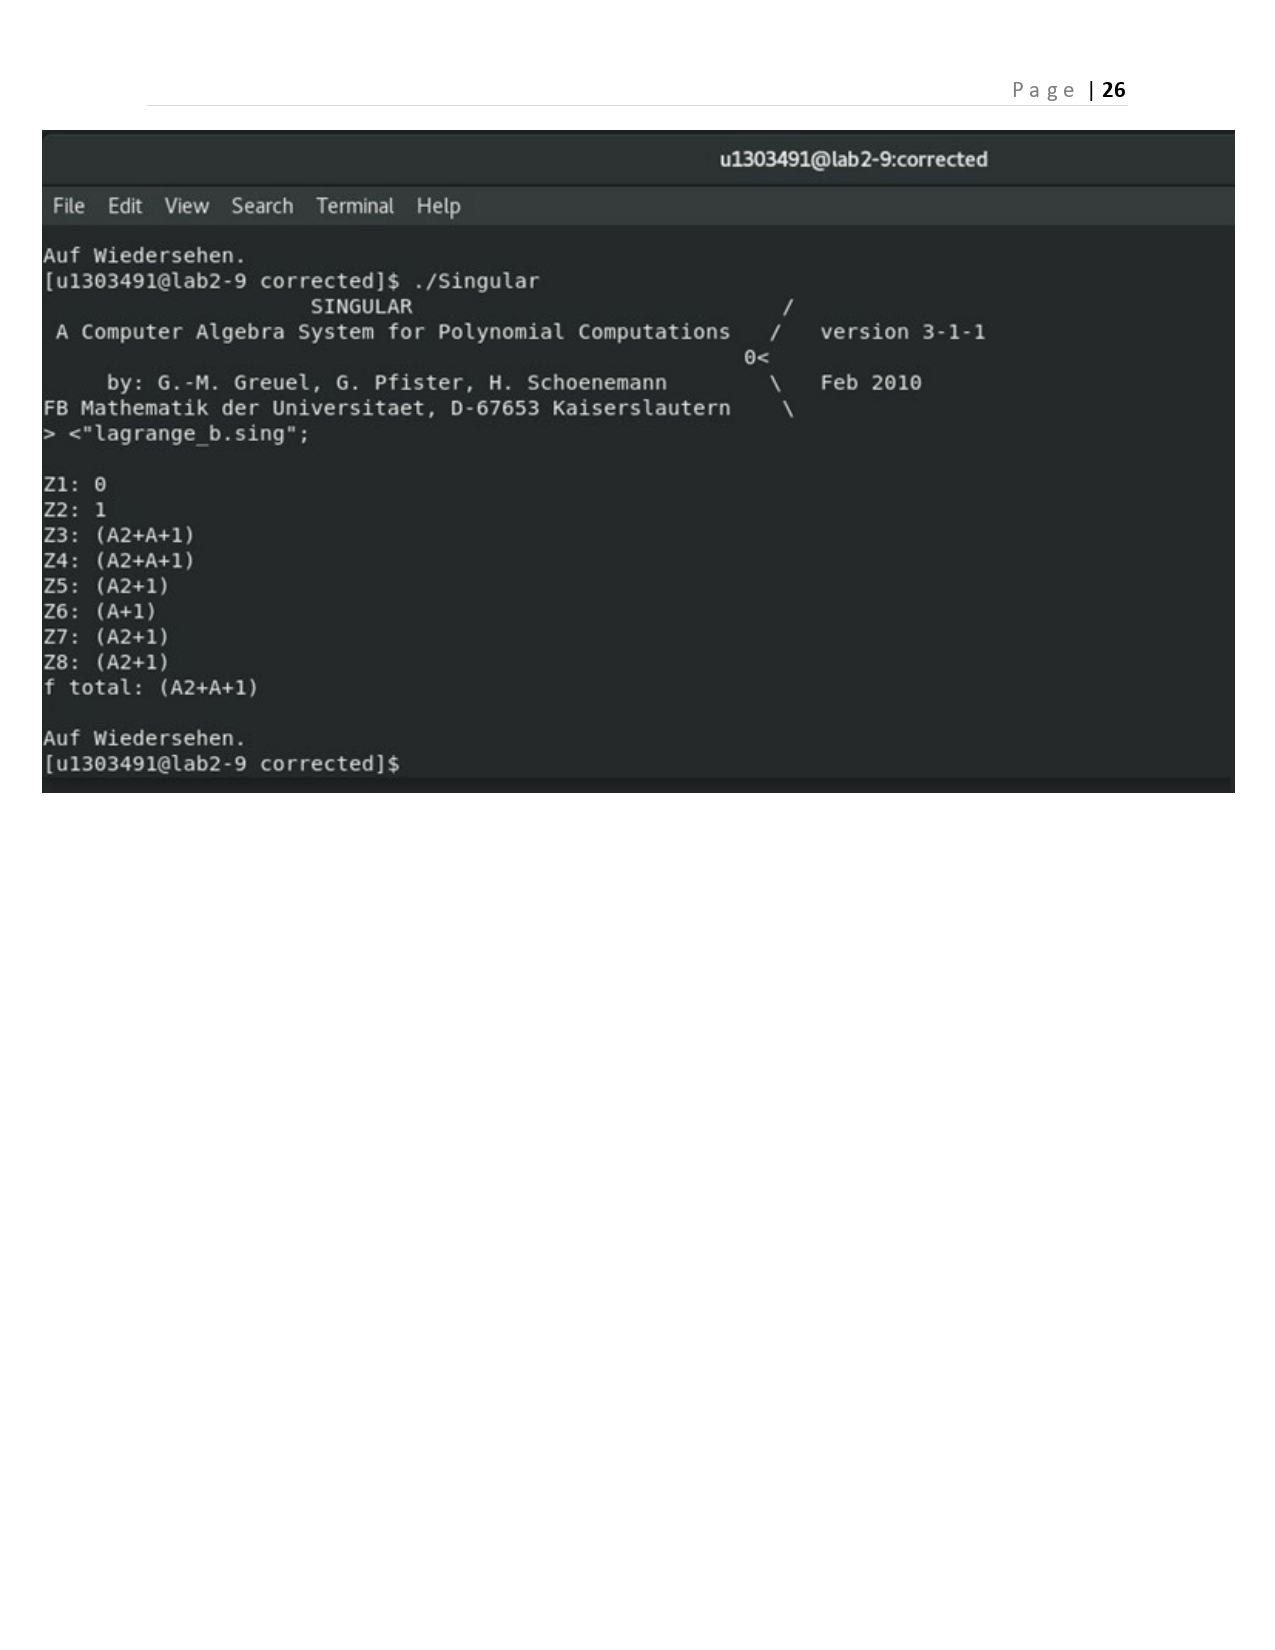 Page | 26
u1303491@lab2-9:corrected
File Edit View Search Terminal Help
Auf Wiedersehen.
[u1303491@lab2-9 corrected]$ ./Singular
SINGULAR /
A Computer Algebra System for Polynomial Computations / version 3-1-1
0<
by: G.-M. Greuel, G. Pfister, H. Schoenemann \ Feb 2010
FB Mathematik der Universitaet, D-67653 Kaiserslautern \
> <"lagrange_b.sing";
Z1: 0
Z2: 1
Z3: (A2+A+1)
Z4: (A2+A+1)
Z5: (A2+1)
Z6: (A+1)
Z7: (A2+1)
Z8: (A2+1)
f total: (A2+A+1)
Auf Wiedersehen.
[u1303491@lab2-9 corrected]$